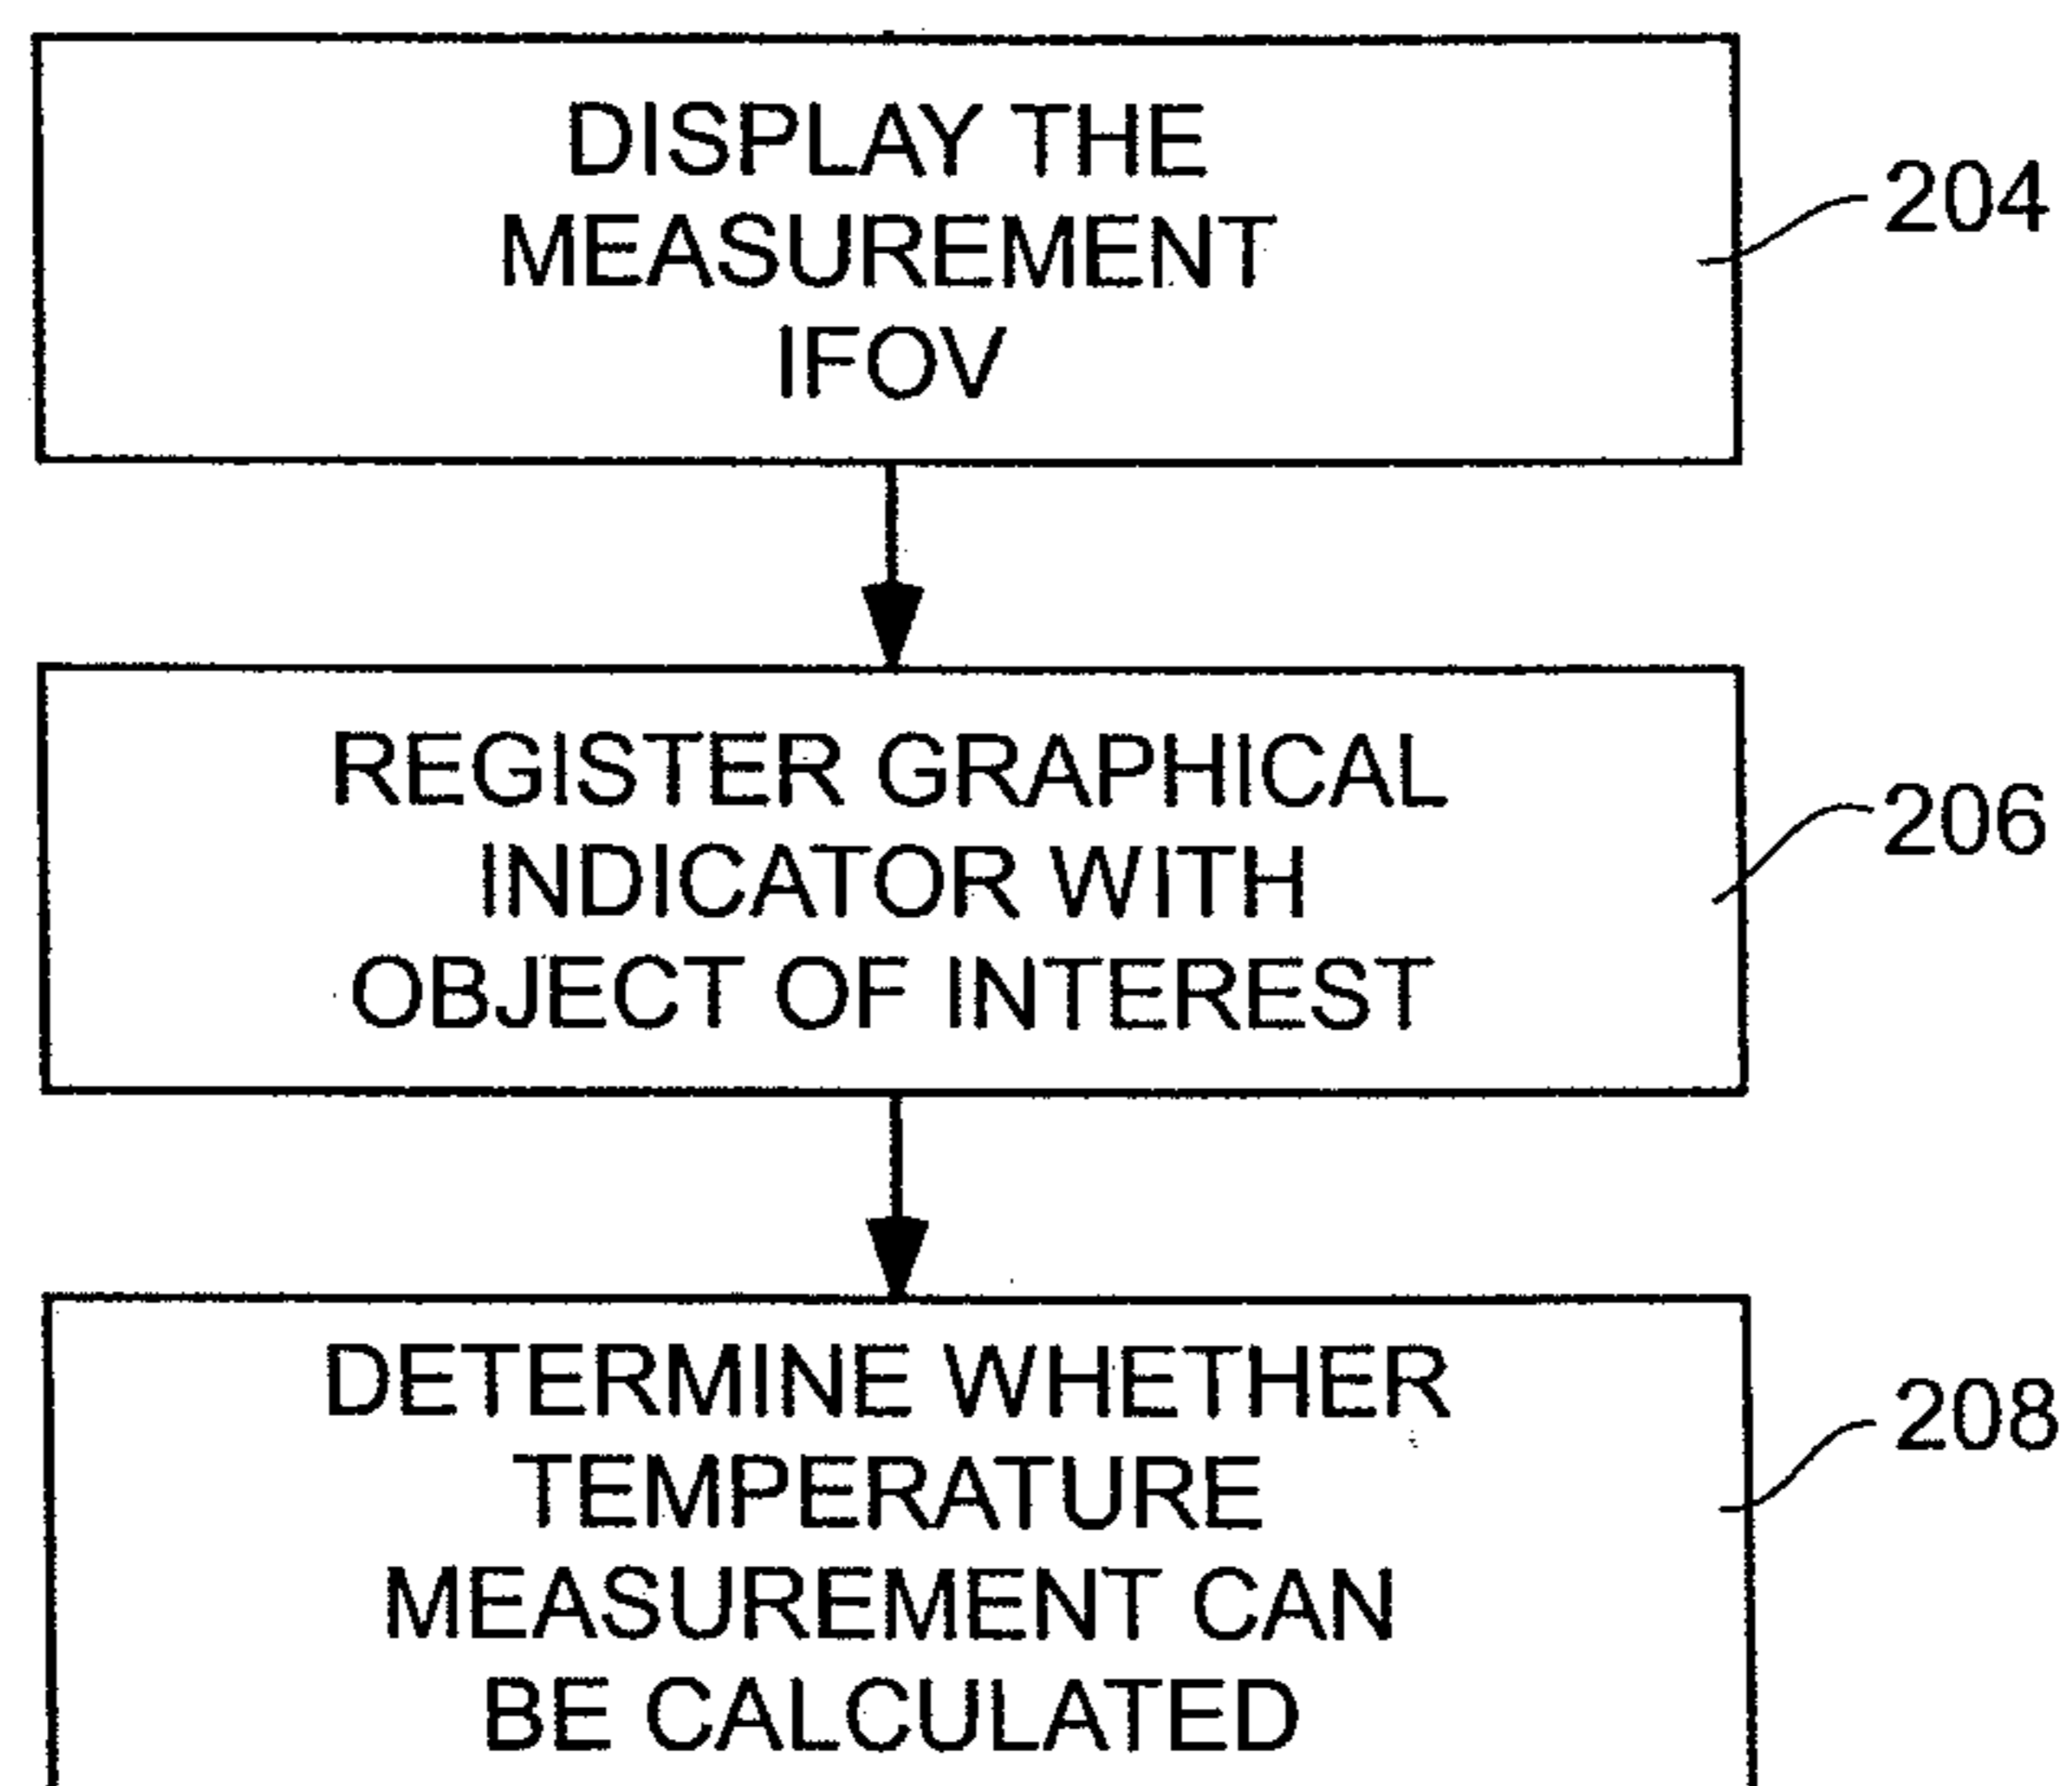 DISPLAY THE
MEASUREMENT
IFOV
204
REGISTER GRAPHICAL
INDICATOR WITH
OBJECT OF INTEREST
206
DETERMINE WHETHER
TEMPERATURE
MEASUREMENT CAN
BE CALCULATED
208